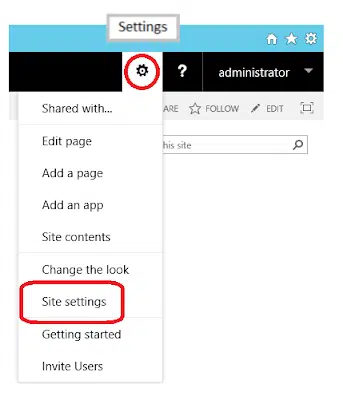 Settings
? administrator
Shared with...
ARE FOLLOW EDIT
Edit page
his site
Add a page
Add an app
Site contents
Change the look
Site settings
Getting started
Invite Users